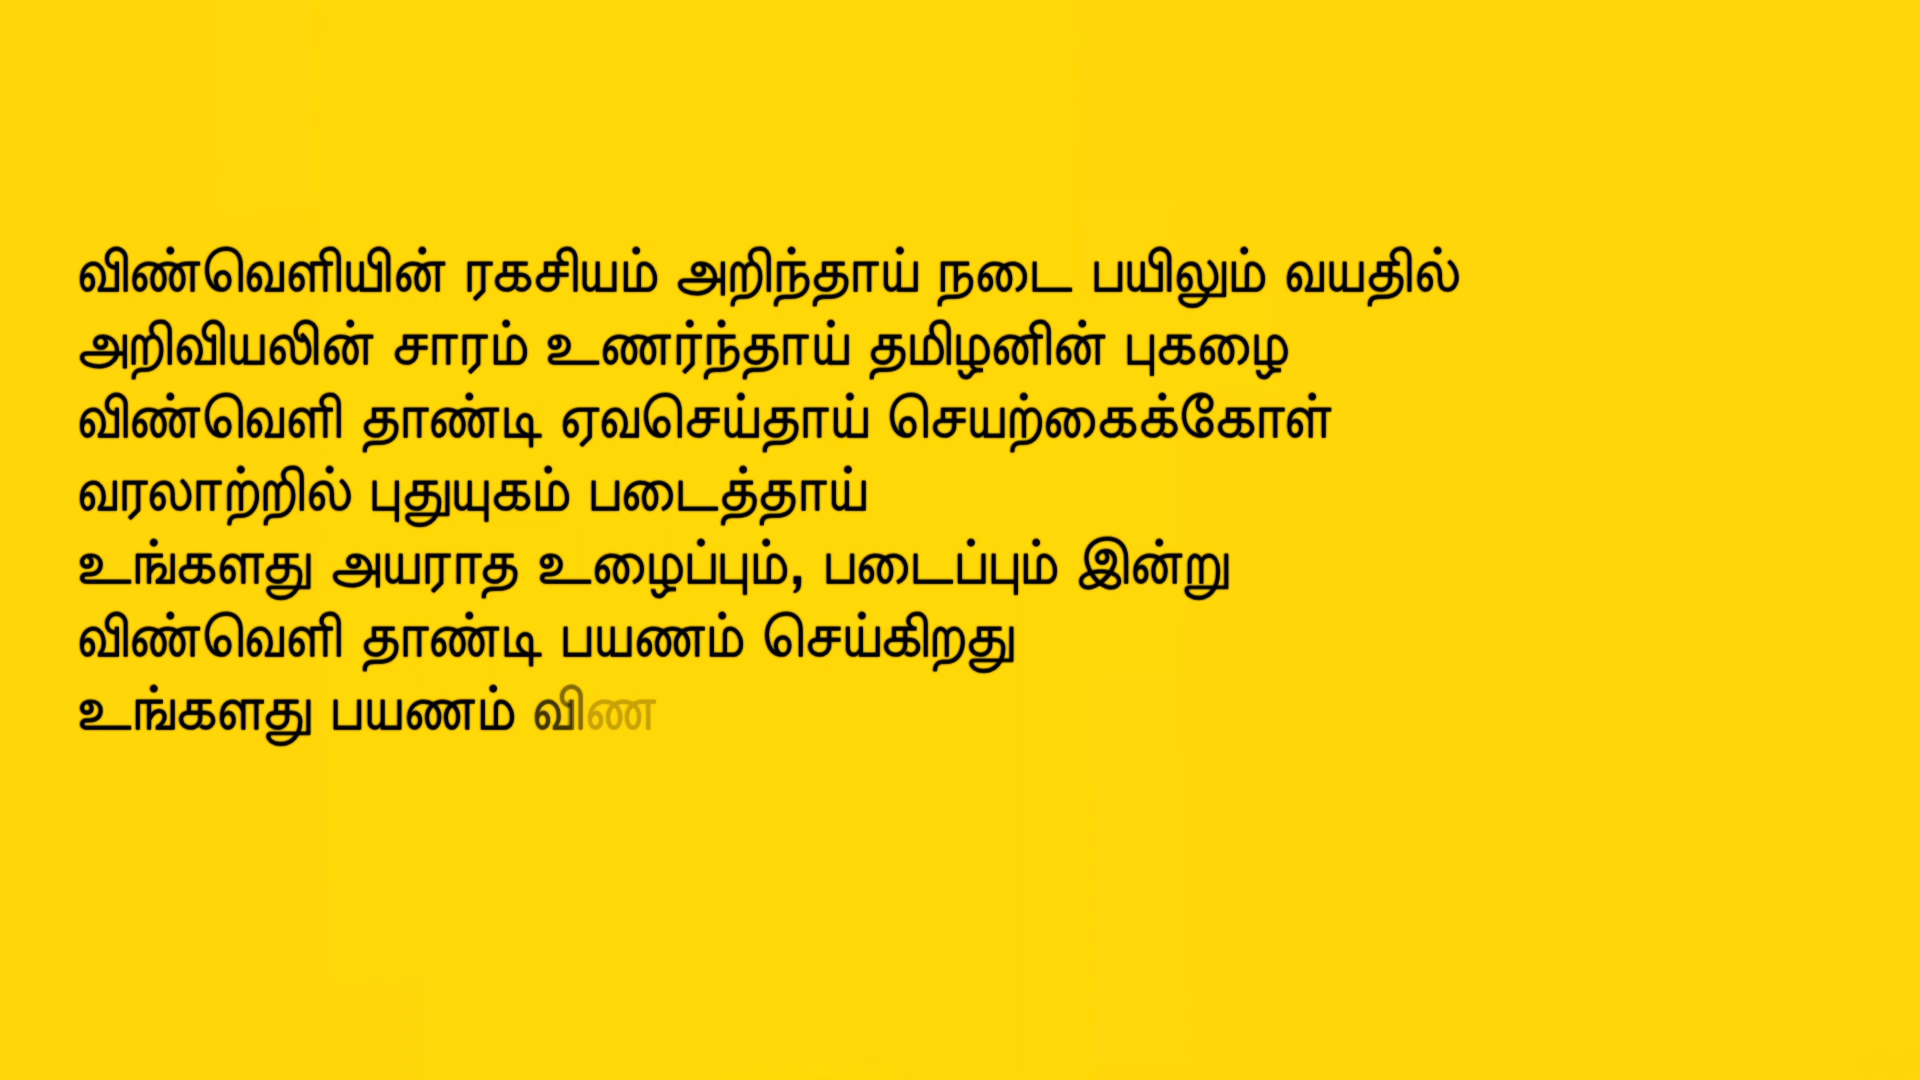 விண்வெளியின் ரகசியம் அறிந்தாய் நடை பயிலும் வயதில்
அறிவியலின் சாரம் உணர்ந்தாய் தமிழனின் புகழை
விண்வெளி தாண்டி ஏவசெய்தாய் செயற்கைக்கோள்
வரலாற்றில் புதுயுகம் படைத்தாய்
உங்களது அயராத உழைப்பும், படைப்பும் இன்று
விண்வெளி தாண்டி பயணம் செய்கிறது
உங்களது பயணம் விண